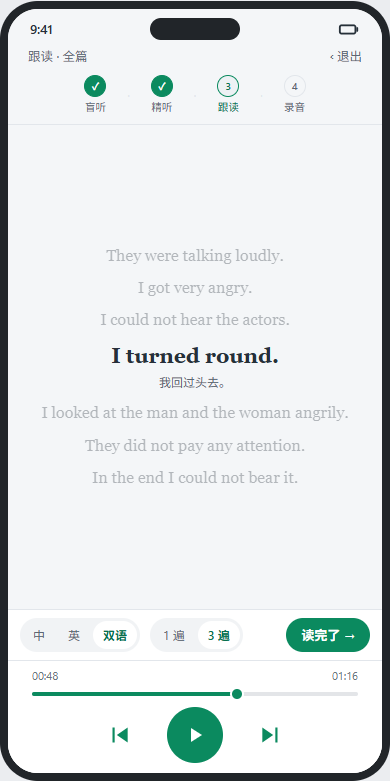 9:41
跟读 · 全篇
‹ 退出
盲听
精听
3
跟读
4
录音
They were talking loudly.
I got very angry.
I could not hear the actors.
I turned round.
我回过头去。
I looked at the man and the woman angrily.
They did not pay any attention.
In the end I could not bear it.
中 英 双语 1 遍 3 遍 读完了 →
00:48 01:16